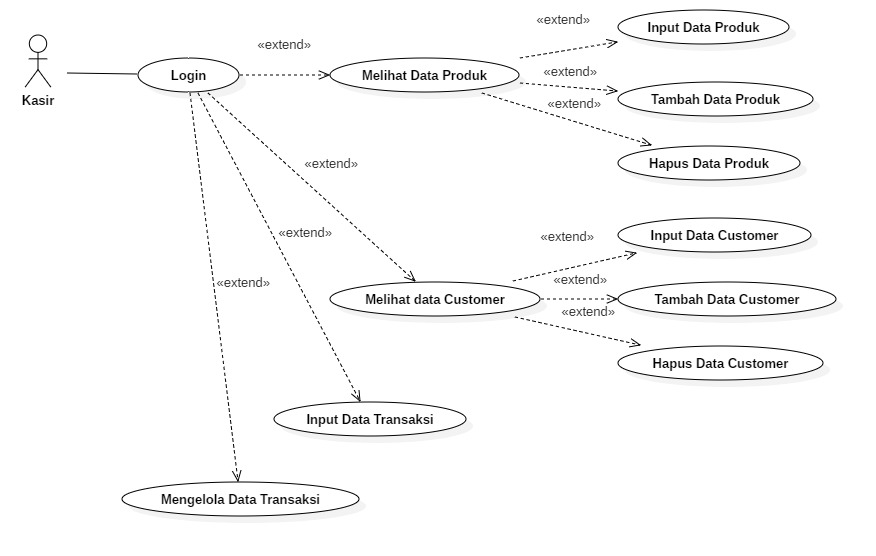 Kasir
Login
«extend»
Melihat Data Produk
«extend»
Input Data Produk
«extend»
Tambah Data Produk
«extend»
Hapus Data Produk
«extend»
«extend»
«extend»
Melihat data Customer
«extend»
Input Data Customer
«extend»
Tambah Data Customer
«extend»
Hapus Data Customer
Input Data Transaksi
Mengelola Data Transaksi